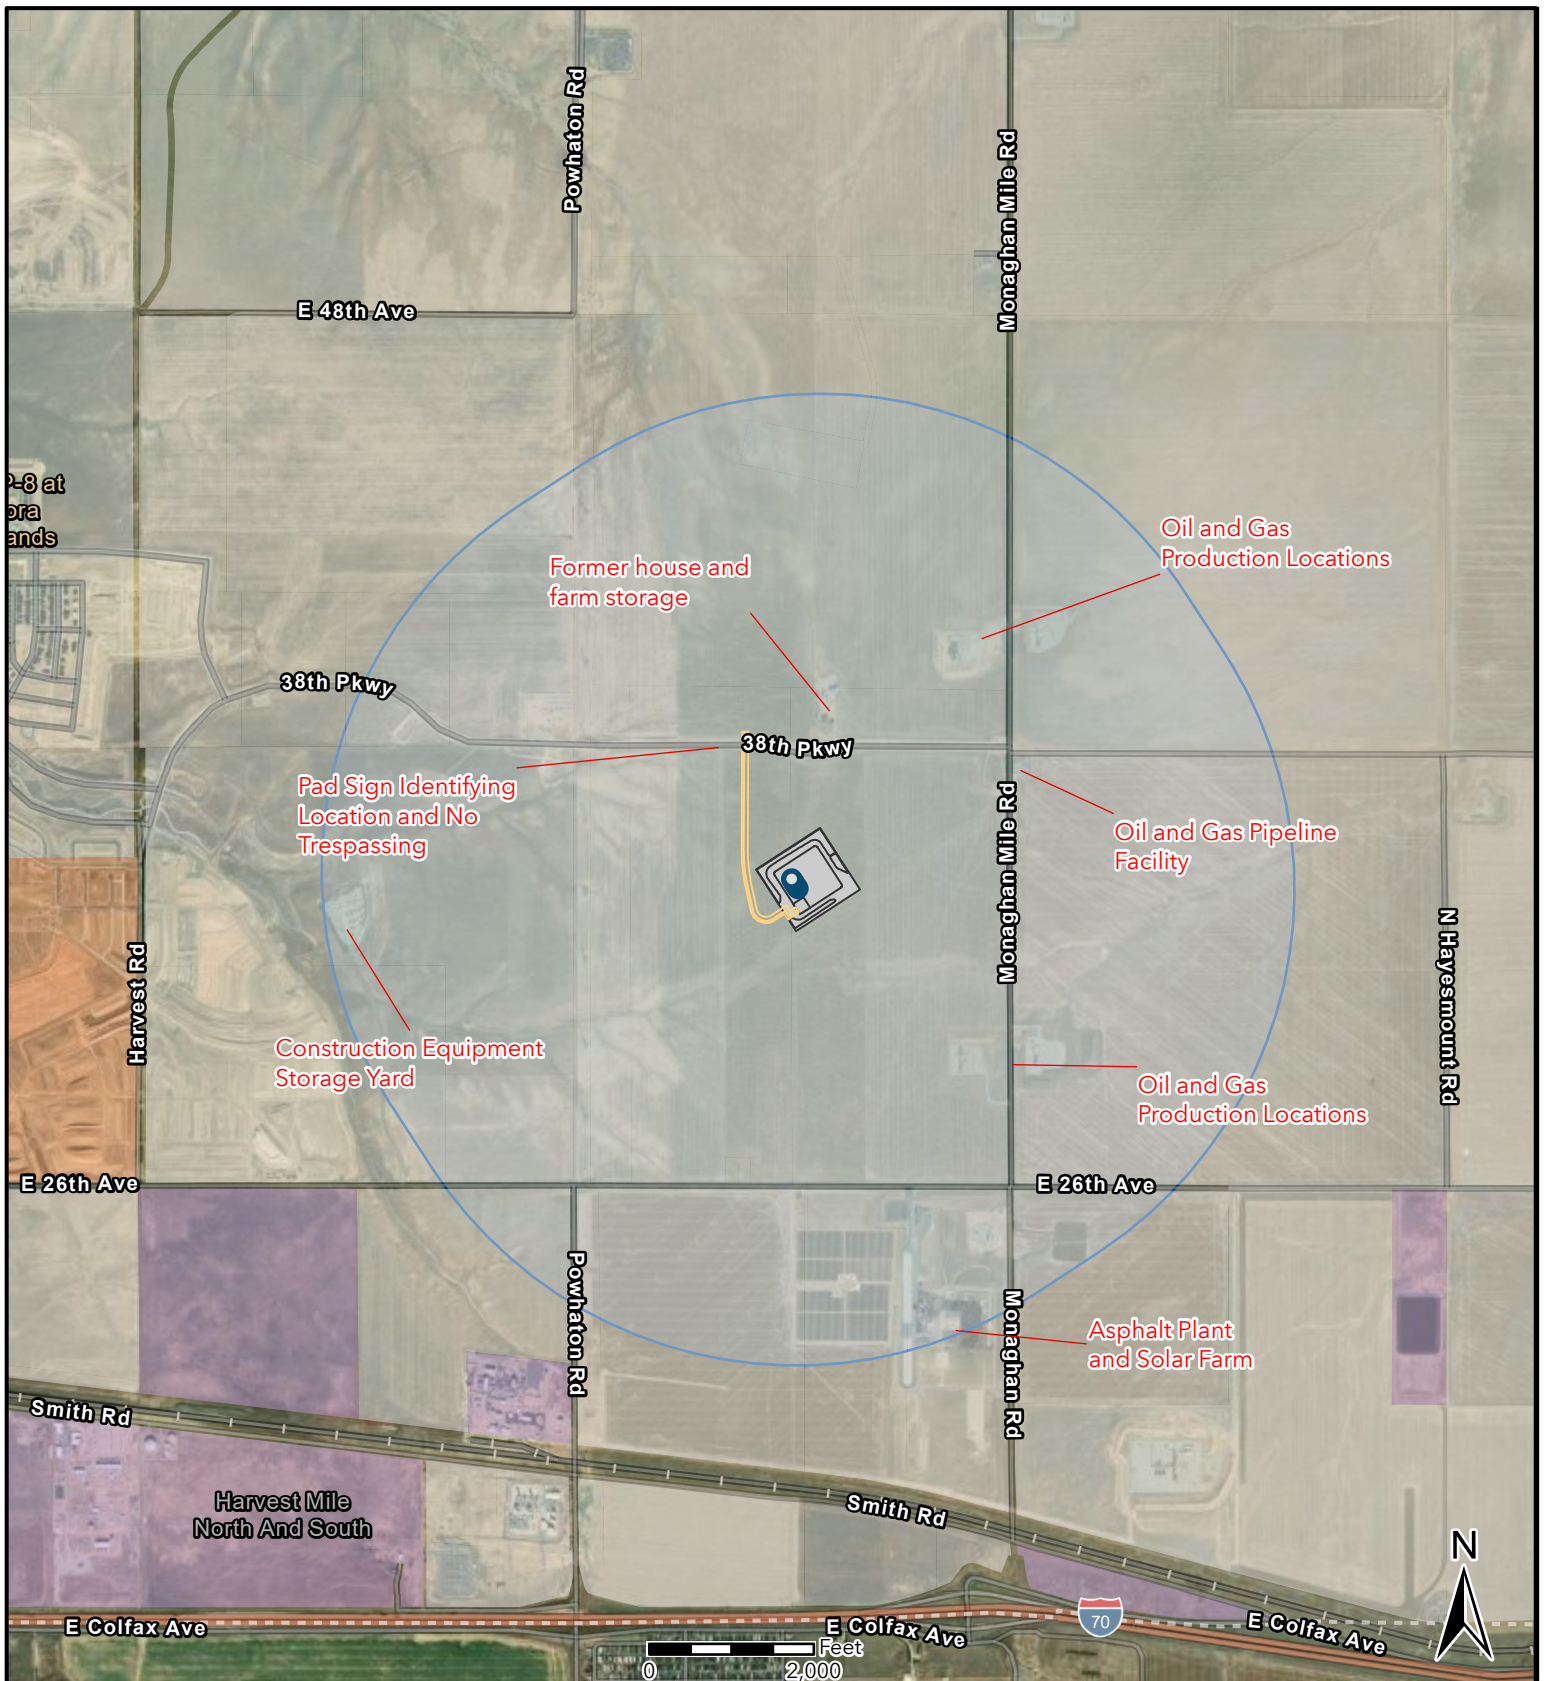 Powhaton Rd
Monaghan Mile Rd
E 48th Ave
-8 at
ora
ands
Oil and Gas
Production Locations
Former house and
farm storage
38th Pkwy
38th Pkwy
Pad Sign Identifying
Location and No
Trespassing
Oil and Gas Pipeline
Facility
Monaghan Mile Rd
N Hayesmount Rd
Harvest Rd
Construction Equipment
Storage Yard
Oil and Gas
Production Locations
E 26th Ave
E 26th Ave
Powhaton Rd
Monaghan Rd
Asphalt Plant
and Solar Farm
Smith Rd
Harvest Mile
North And South
Smith Rd
N
70
E Colfax Ave
E Colfax Ave
E Colfax Ave
Feet
0 2,000